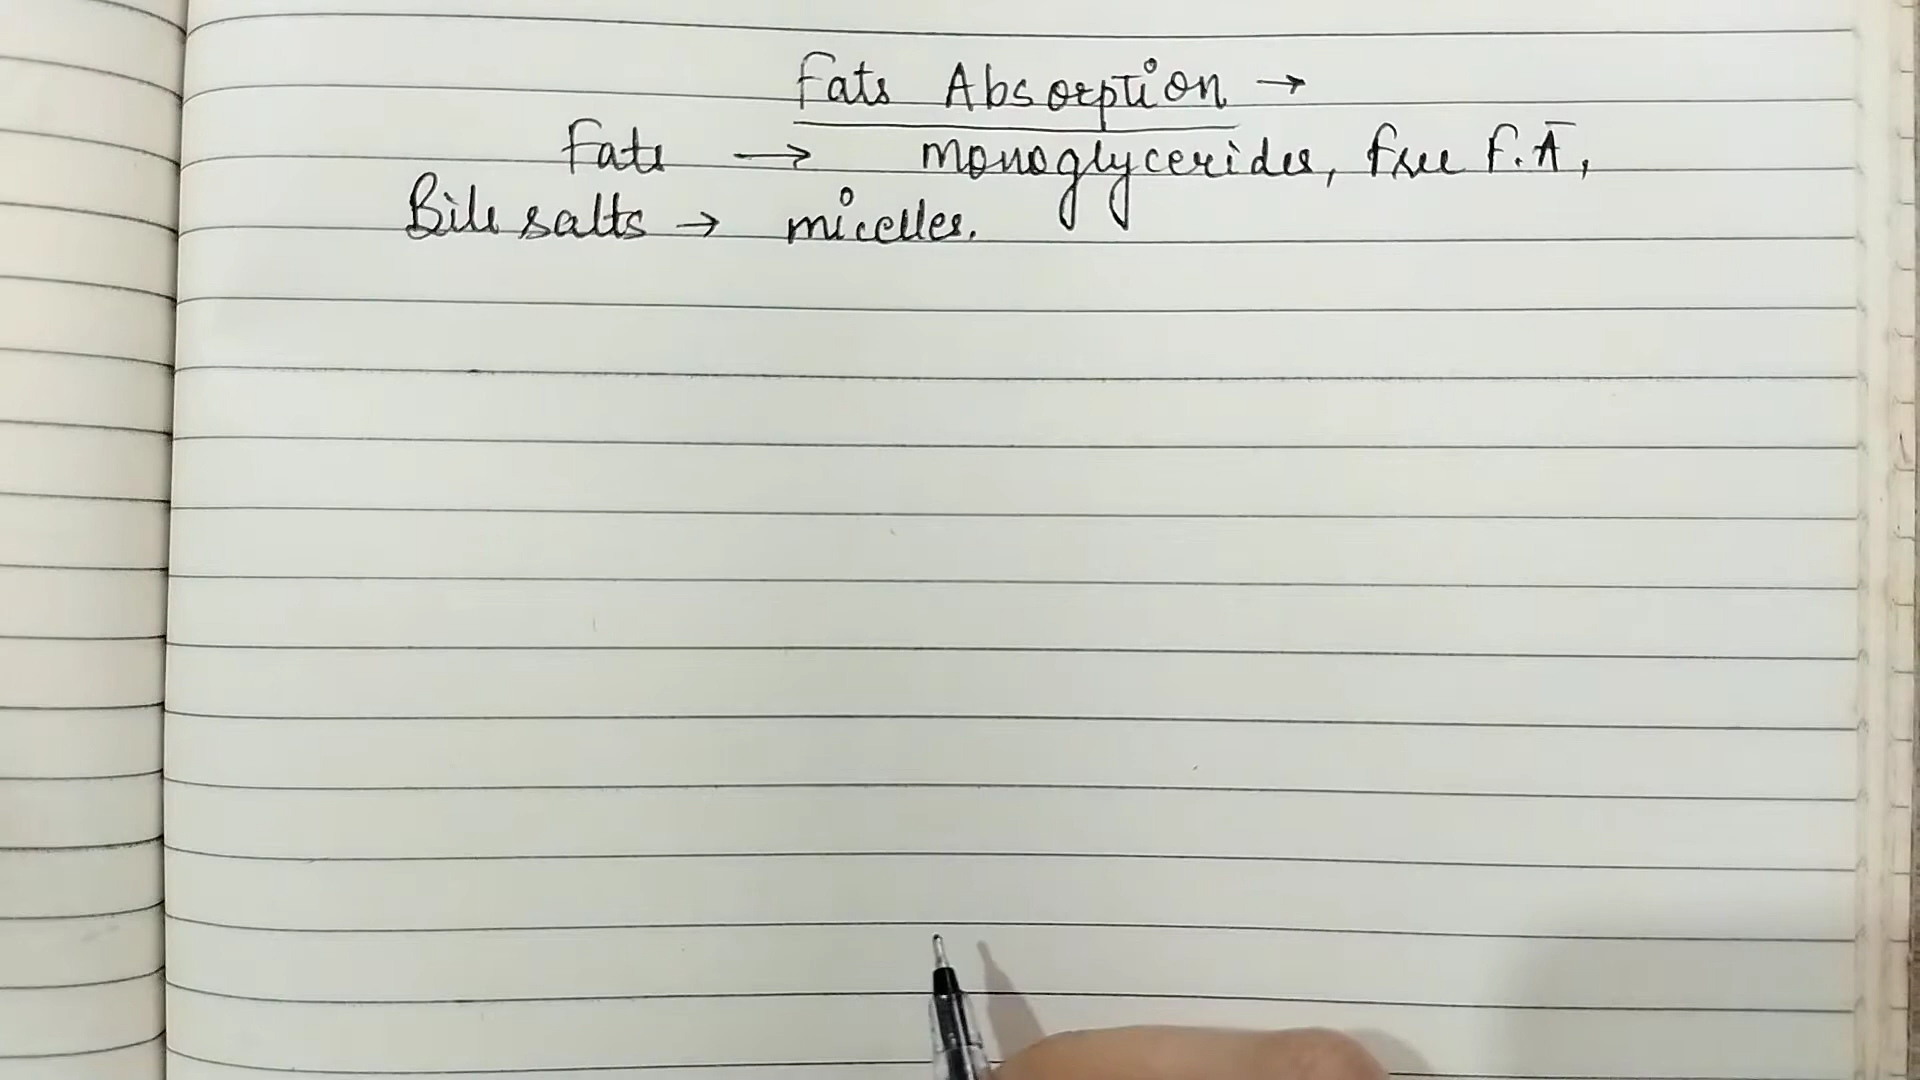 Fats Absorption →
Fats → monoglycerides, free F.Ā,
Bile salts → micelles.